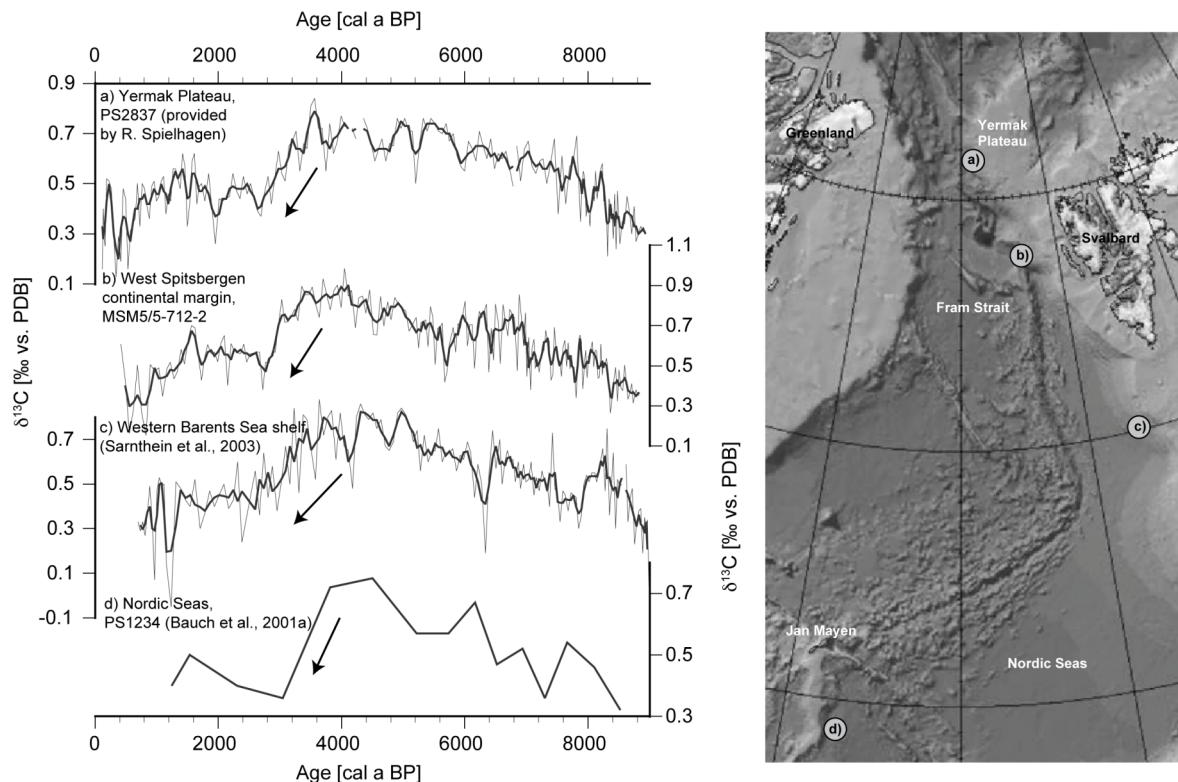 Age [cal a BP]
0 2000 4000 6000 8000
0.9
0.7
0.5
0.3
0.1
a) Yermak Plateau,
PS2837 (provided
by R. Spielhagen)
1.1
0.9
0.7
0.5
0.3
0.1
b) West Spitsbergen
continental margin,
MSM5/5-712-2
δ¹³C [‰ vs. PDB]
0.7
0.5
0.3
0.1
-0.1
c) Western Barents Sea shelf,
(Sarnthein et al., 2003)
d) Nordic Seas,
PS1234 (Bauch et al., 2001a)
0.7
0.5
0.3
δ¹³C [‰ vs. PDB]
0 2000 4000 6000 8000
Age [cal a BP]
Greenland
Yermak
Plateau
a)
Svalbard
b)
Fram Strait
c)
Jan Mayen
Nordic Seas
d)